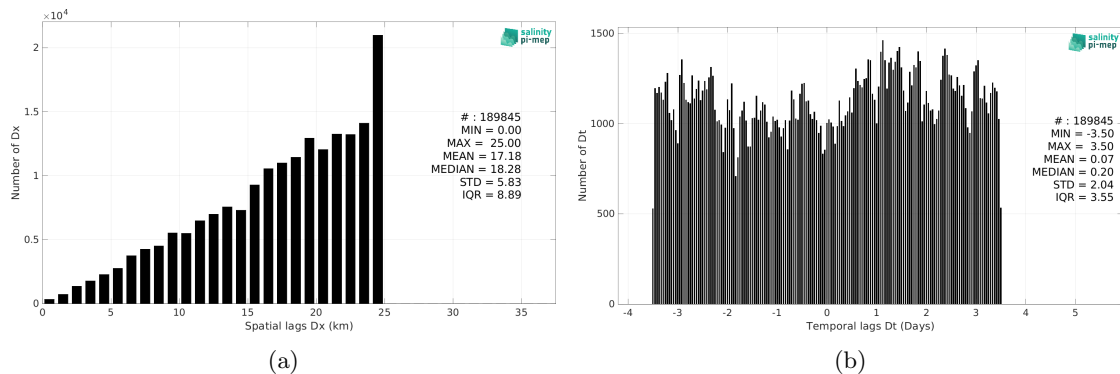 ×10⁴
2
1.5
1
0.5
0
Number of Dx
salinity
pi-mep
# : 189845
MIN = 0.00
MAX = 25.00
MEAN = 17.18
MEDIAN = 18.28
STD = 5.83
IQR = 8.89
0 5 10 15 20 25 30 35
Spatial lags Dx (km)
(a)
1500
1000
500
0
Number of Dt
salinity
pi-mep
# : 189845
MIN = -3.50
MAX = 3.50
MEAN = 0.07
MEDIAN = 0.20
STD = 2.04
IQR = 3.55
-4 -3 -2 -1 0 1 2 3 4 5
Temporal lags Dt (Days)
(b)